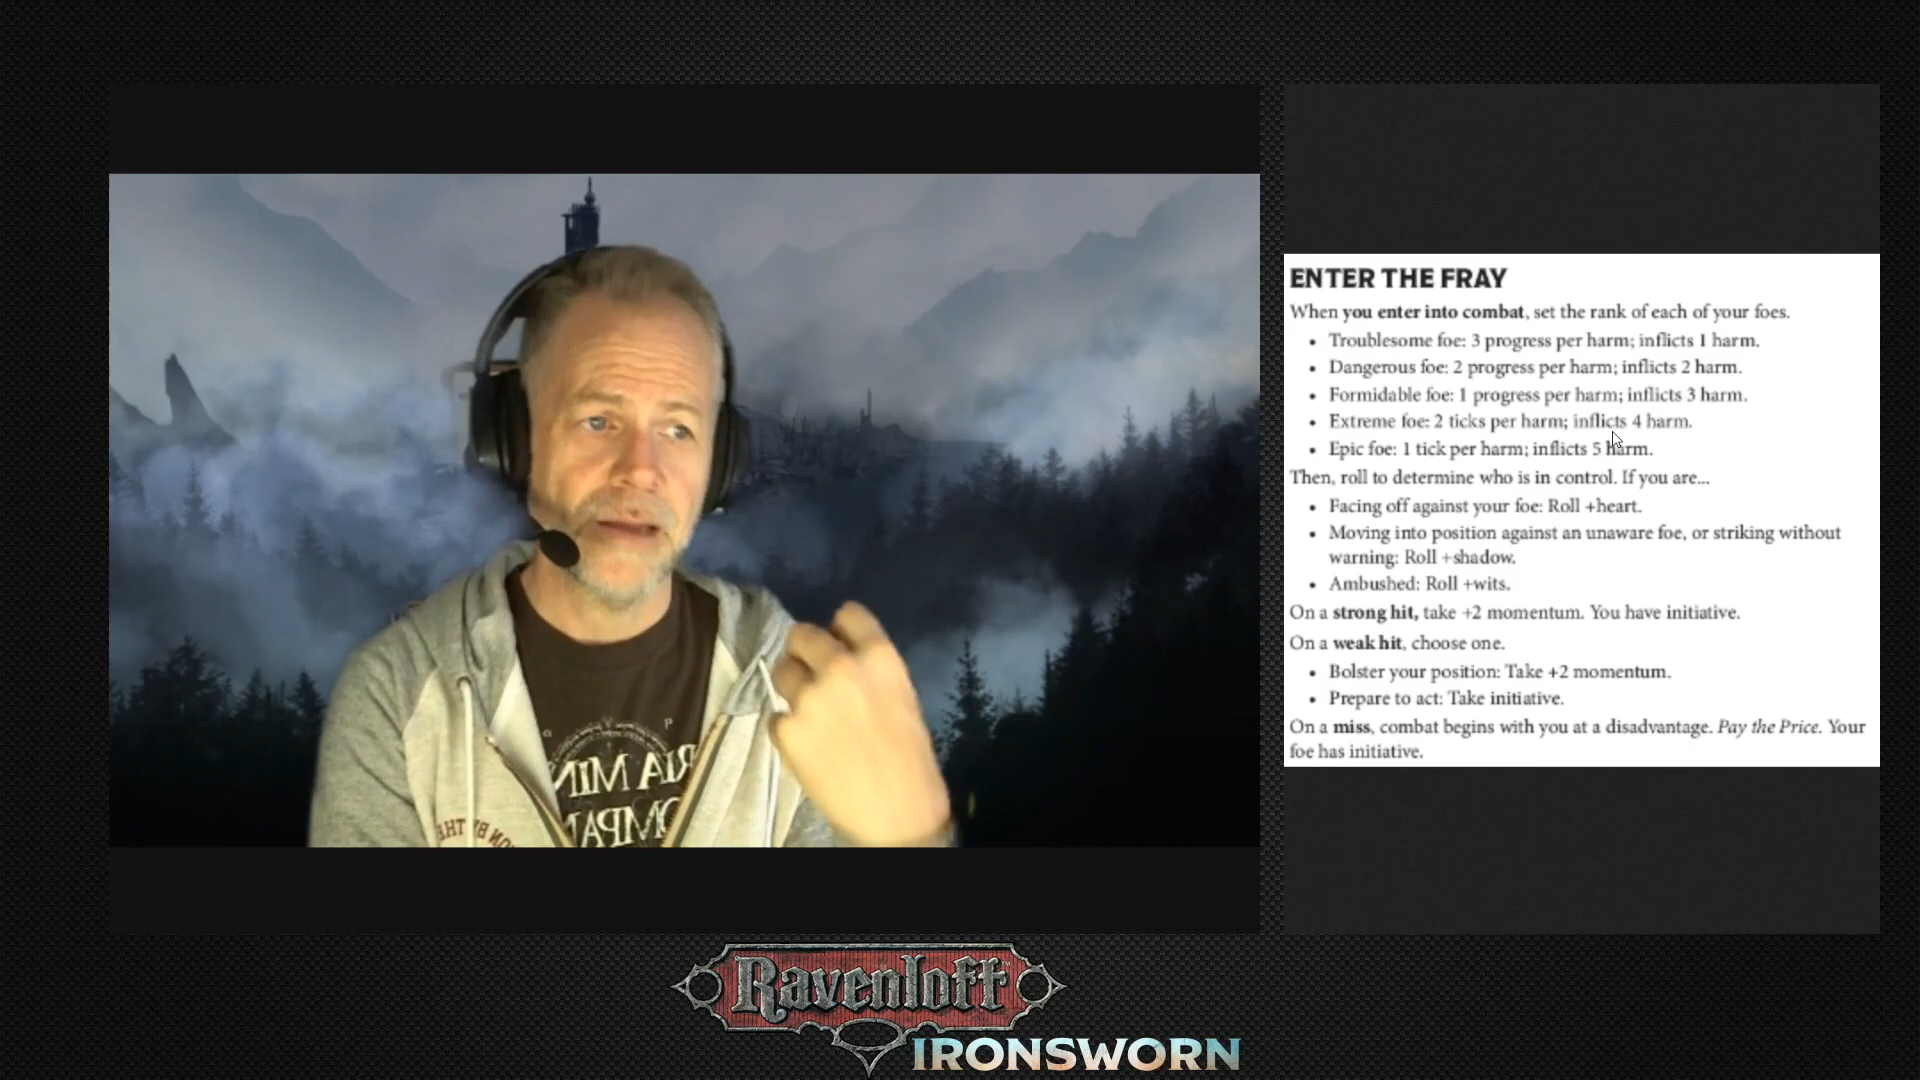 ENTER THE FRAY
When you enter into combat, set the rank of each of your foes.
• Troublesome foe: 3 progress per harm; inflicts 1 harm.
• Dangerous foe: 2 progress per harm; inflicts 2 harm.
• Formidable foe: 1 progress per harm; inflicts 3 harm.
• Extreme foe: 2 ticks per harm; inflicts 4 harm.
• Epic foe: 1 tick per harm; inflicts 5 harm.
Then, roll to determine who is in control. If you are...
• Facing off against your foe: Roll +heart.
• Moving into position against an unaware foe, or striking without
warning: Roll +shadow.
• Ambushed: Roll +wits.
On a strong hit, take +2 momentum. You have initiative.
On a weak hit, choose one.
• Bolster your position: Take +2 momentum.
• Prepare to act: Take initiative.
On a miss, combat begins with you at a disadvantage. Pay the Price. Your
foe has initiative.
Ravenloft
IRONSWORN